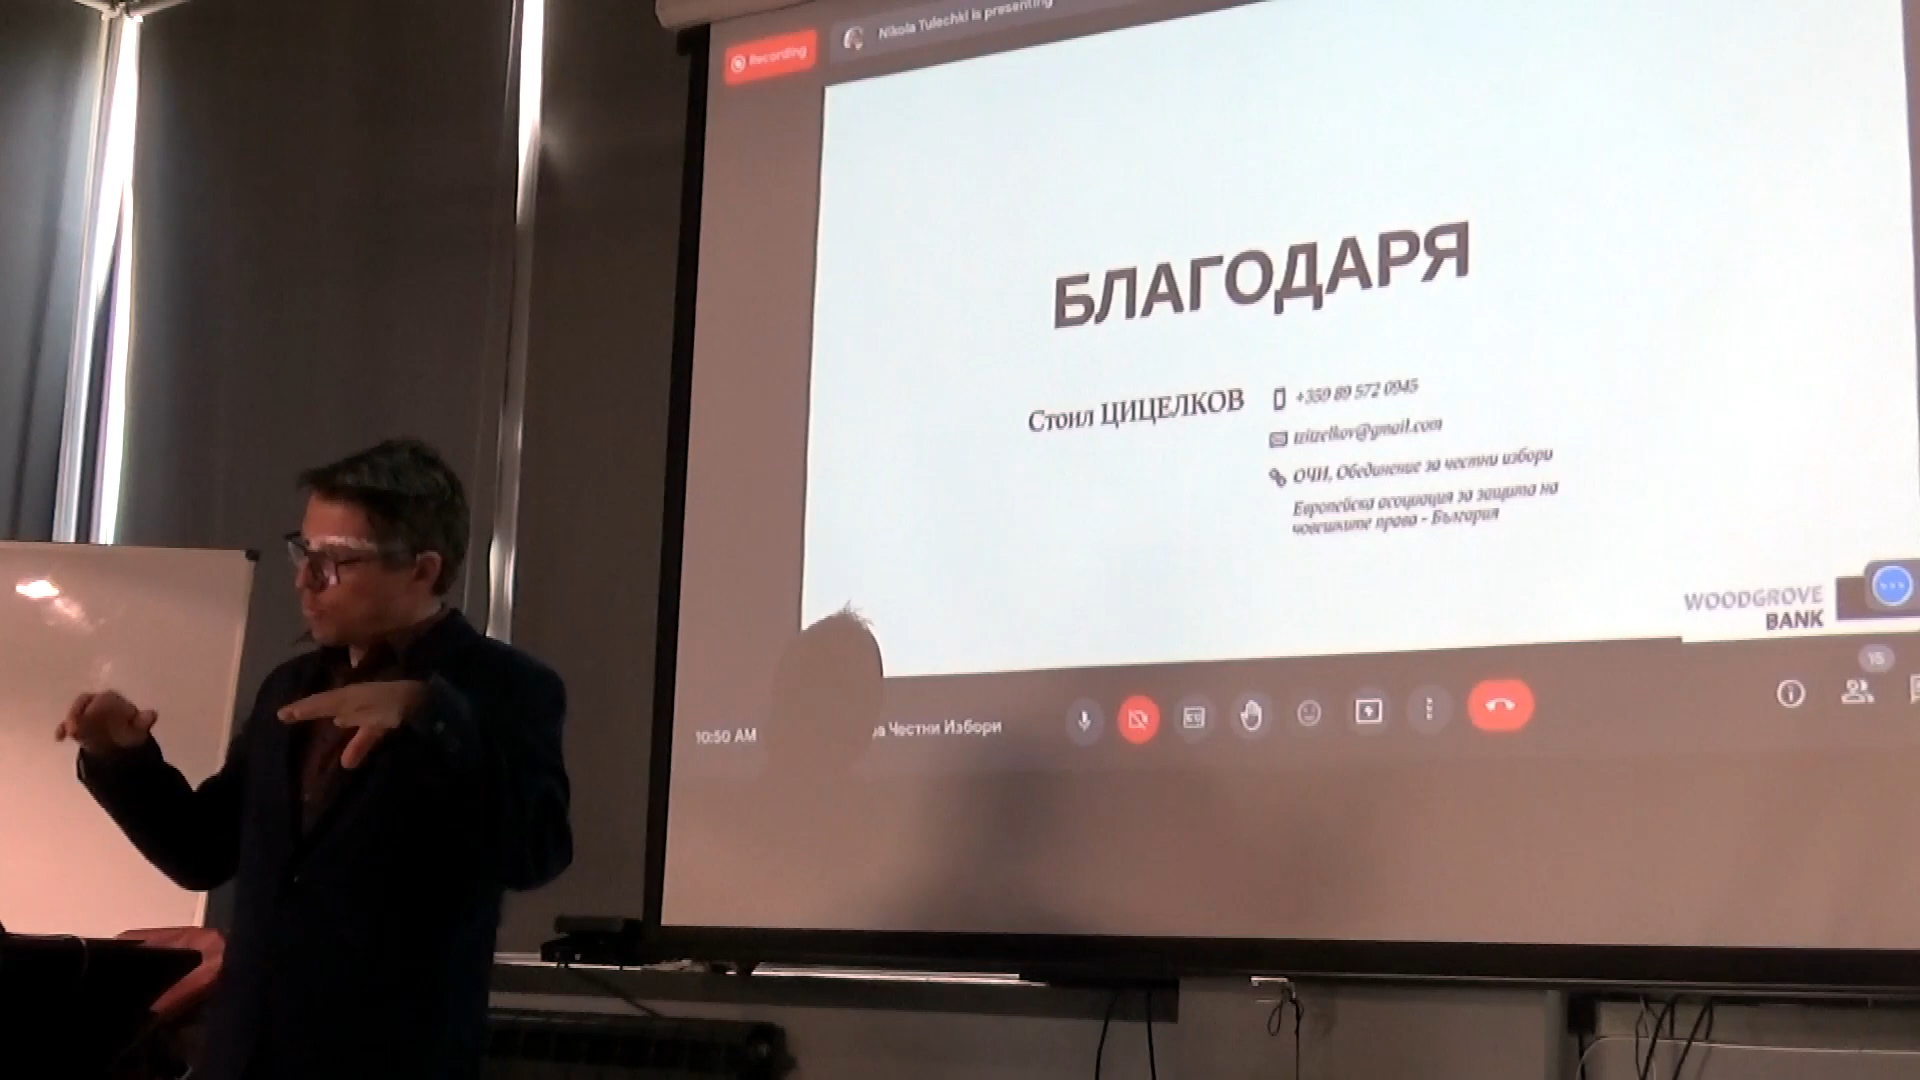 Recording
Nikola Tulechki is presenting
БЛАГОДАРЯ
Стоил ЦИЦЕЛКОВ
+359 89 572 0945
tzitzelkov@gmail.com
ОЧИ, Обединение за честни избори
Европейска асоциация за защита на
човешките права - България
WOODGROVE
BANK
15
10:50 AM
Честни Избори